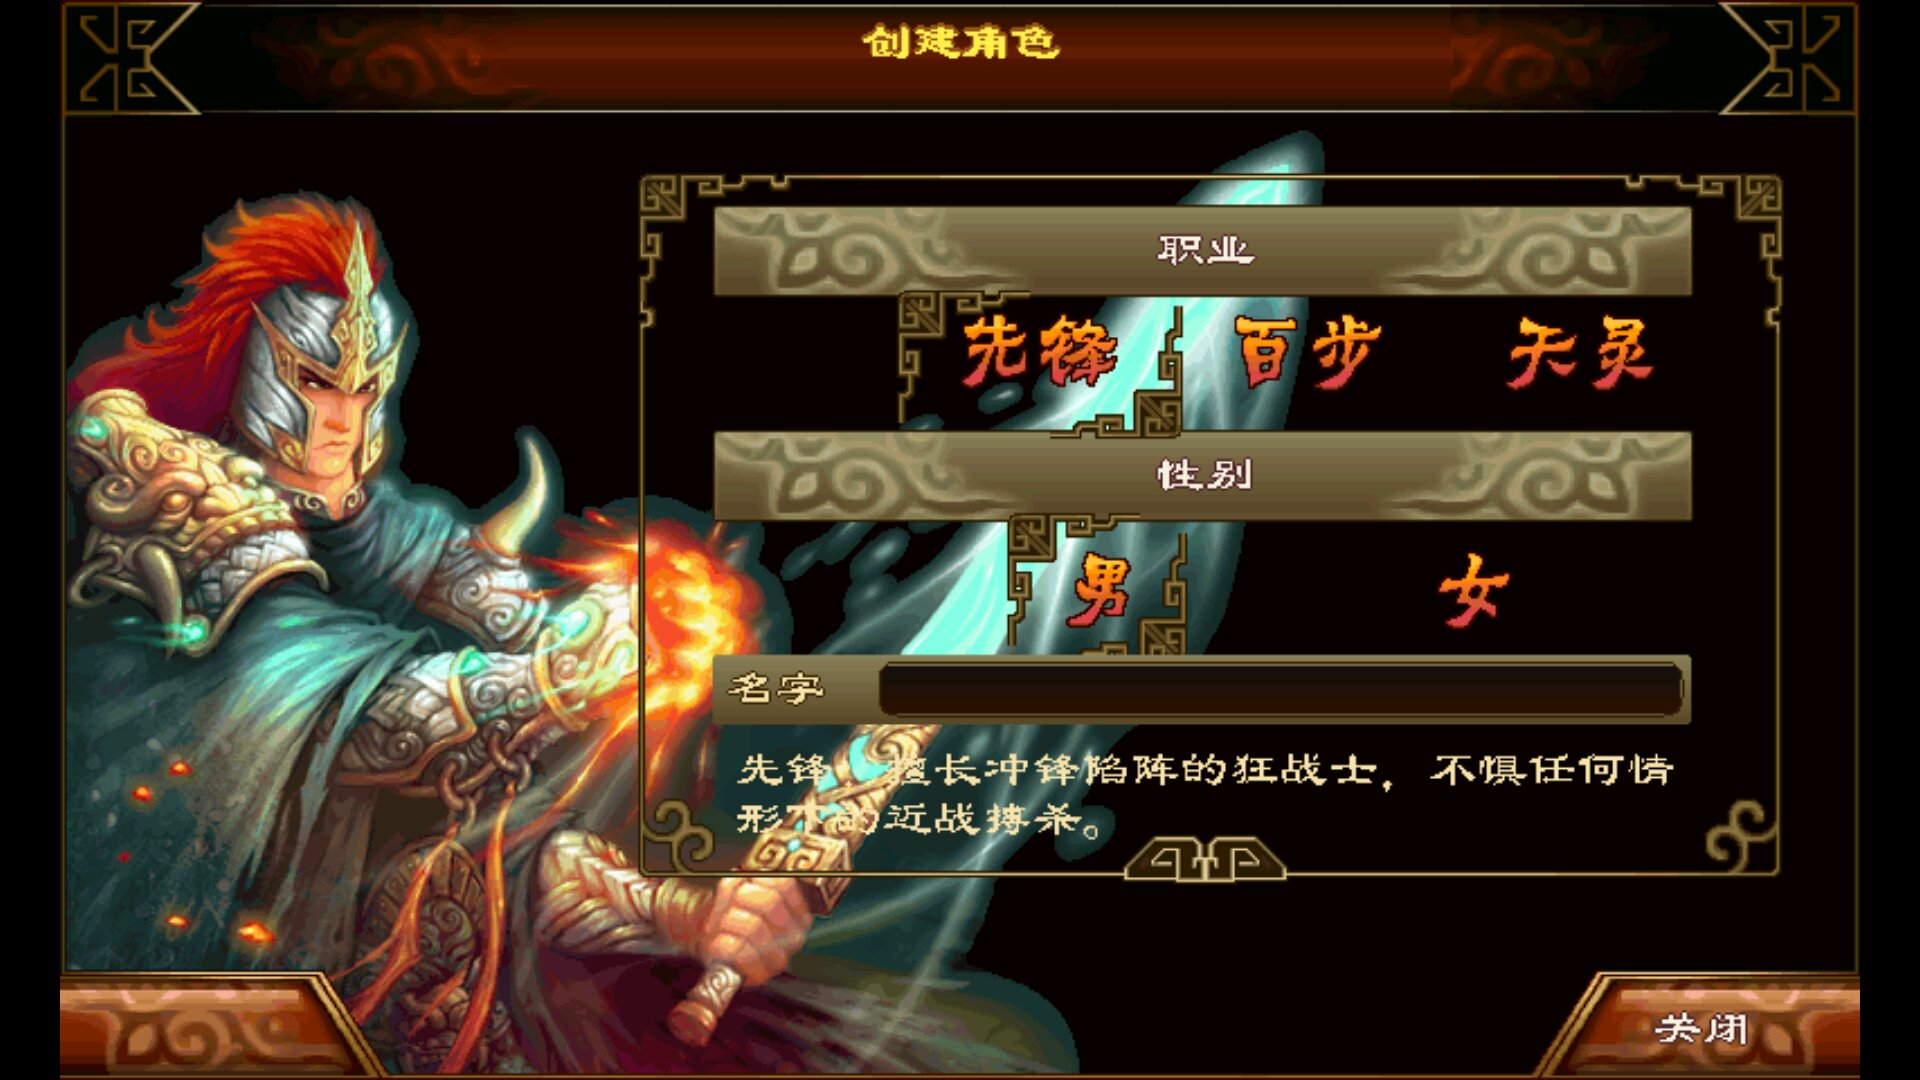 创建角色
职业
先锋 百步 天灵
性别
男 女
名字
先锋：擅长冲锋陷阵的狂战士，不惧任何情
形下的近战搏杀。
关闭